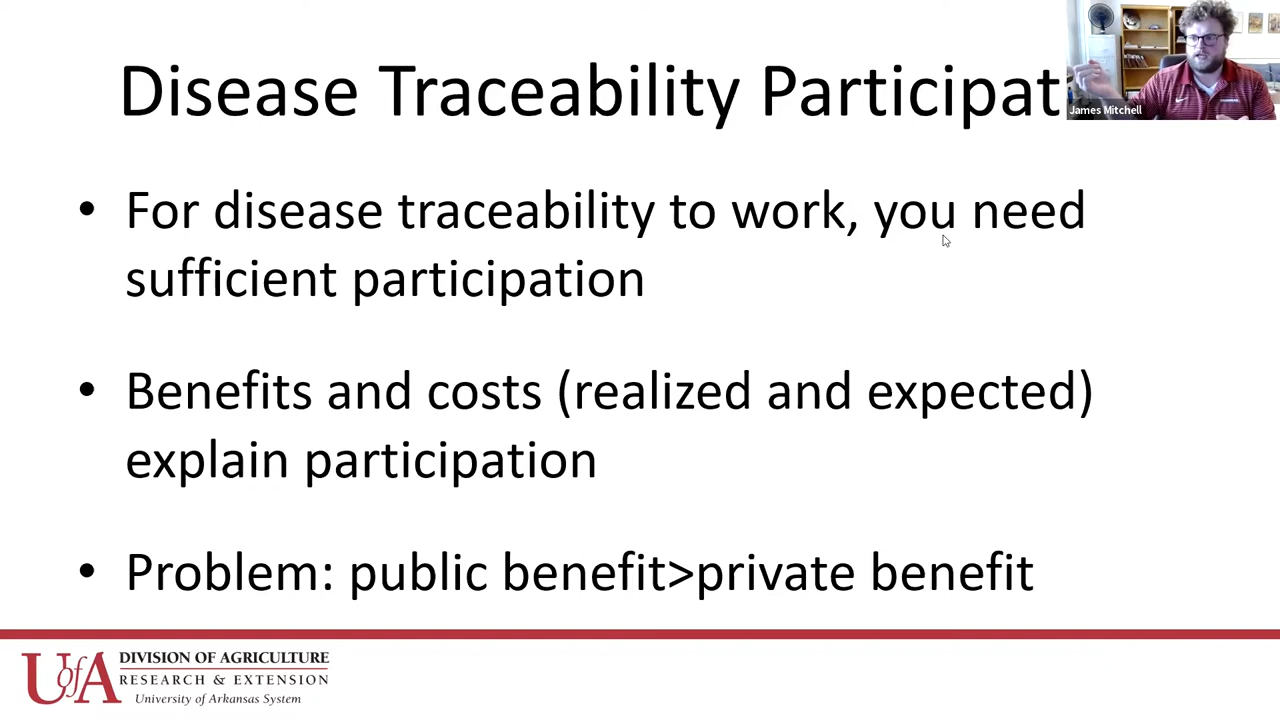 Disease Traceability Participat
James Mitchell
• For disease traceability to work, you need
sufficient participation
• Benefits and costs (realized and expected)
explain participation
• Problem: public benefit>private benefit
UofA
DIVISION OF AGRICULTURE
RESEARCH & EXTENSION
University of Arkansas System